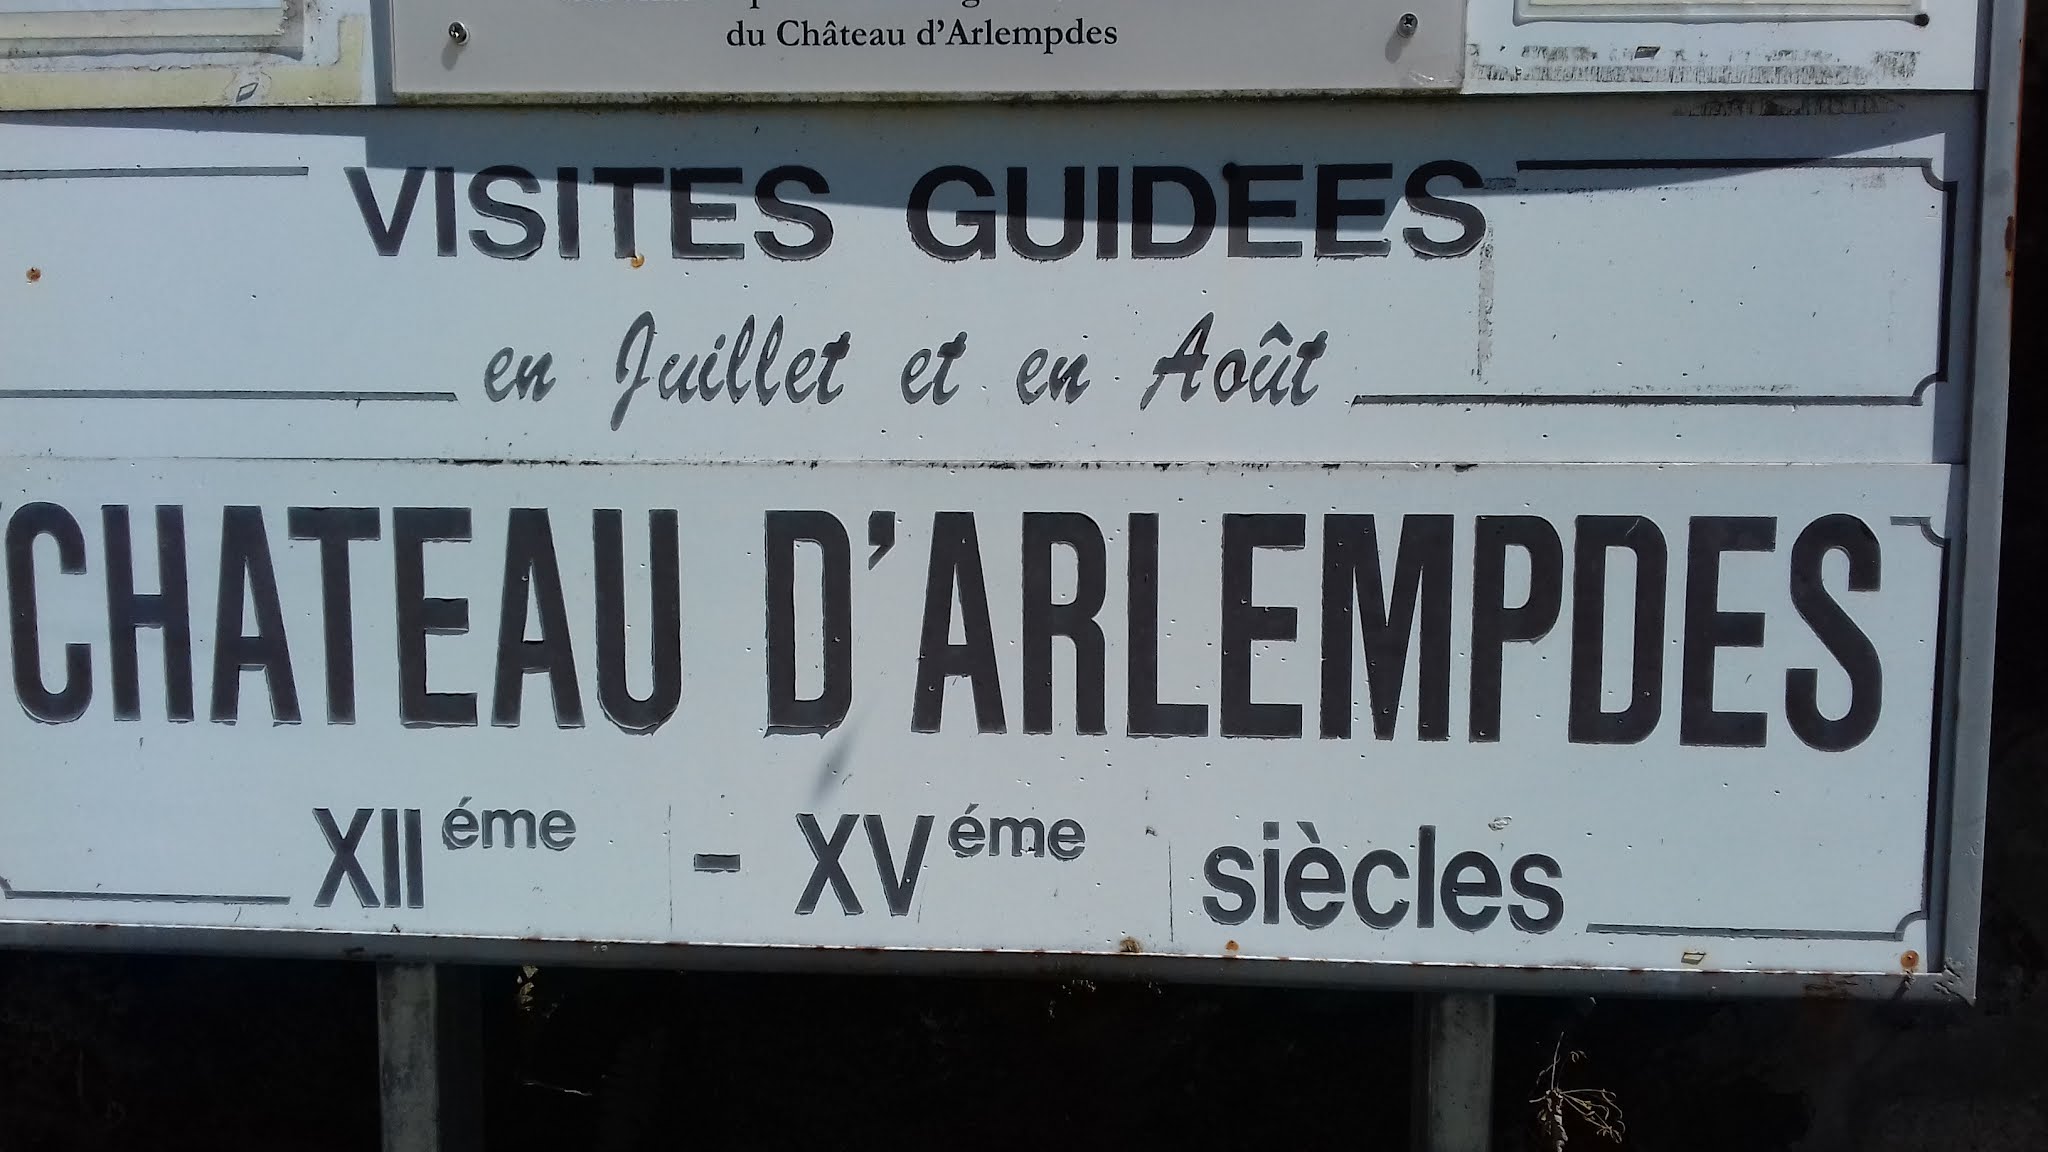 du Château d'Arlempdes
VISITES GUIDEES
en Juillet et en Août
CHATEAU D'ARLEMPDES
XIIéme - XVéme siècles